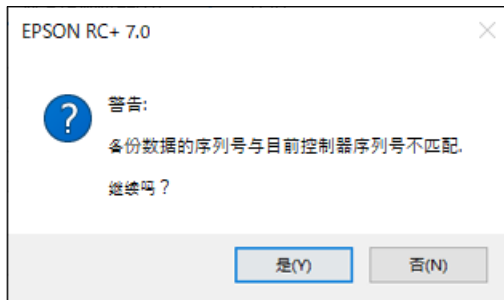 EPSON RC+ 7.0
警告:
备份数据的序列号与目前控制器序列号不匹配.
继续吗？
是(Y)
否(N)